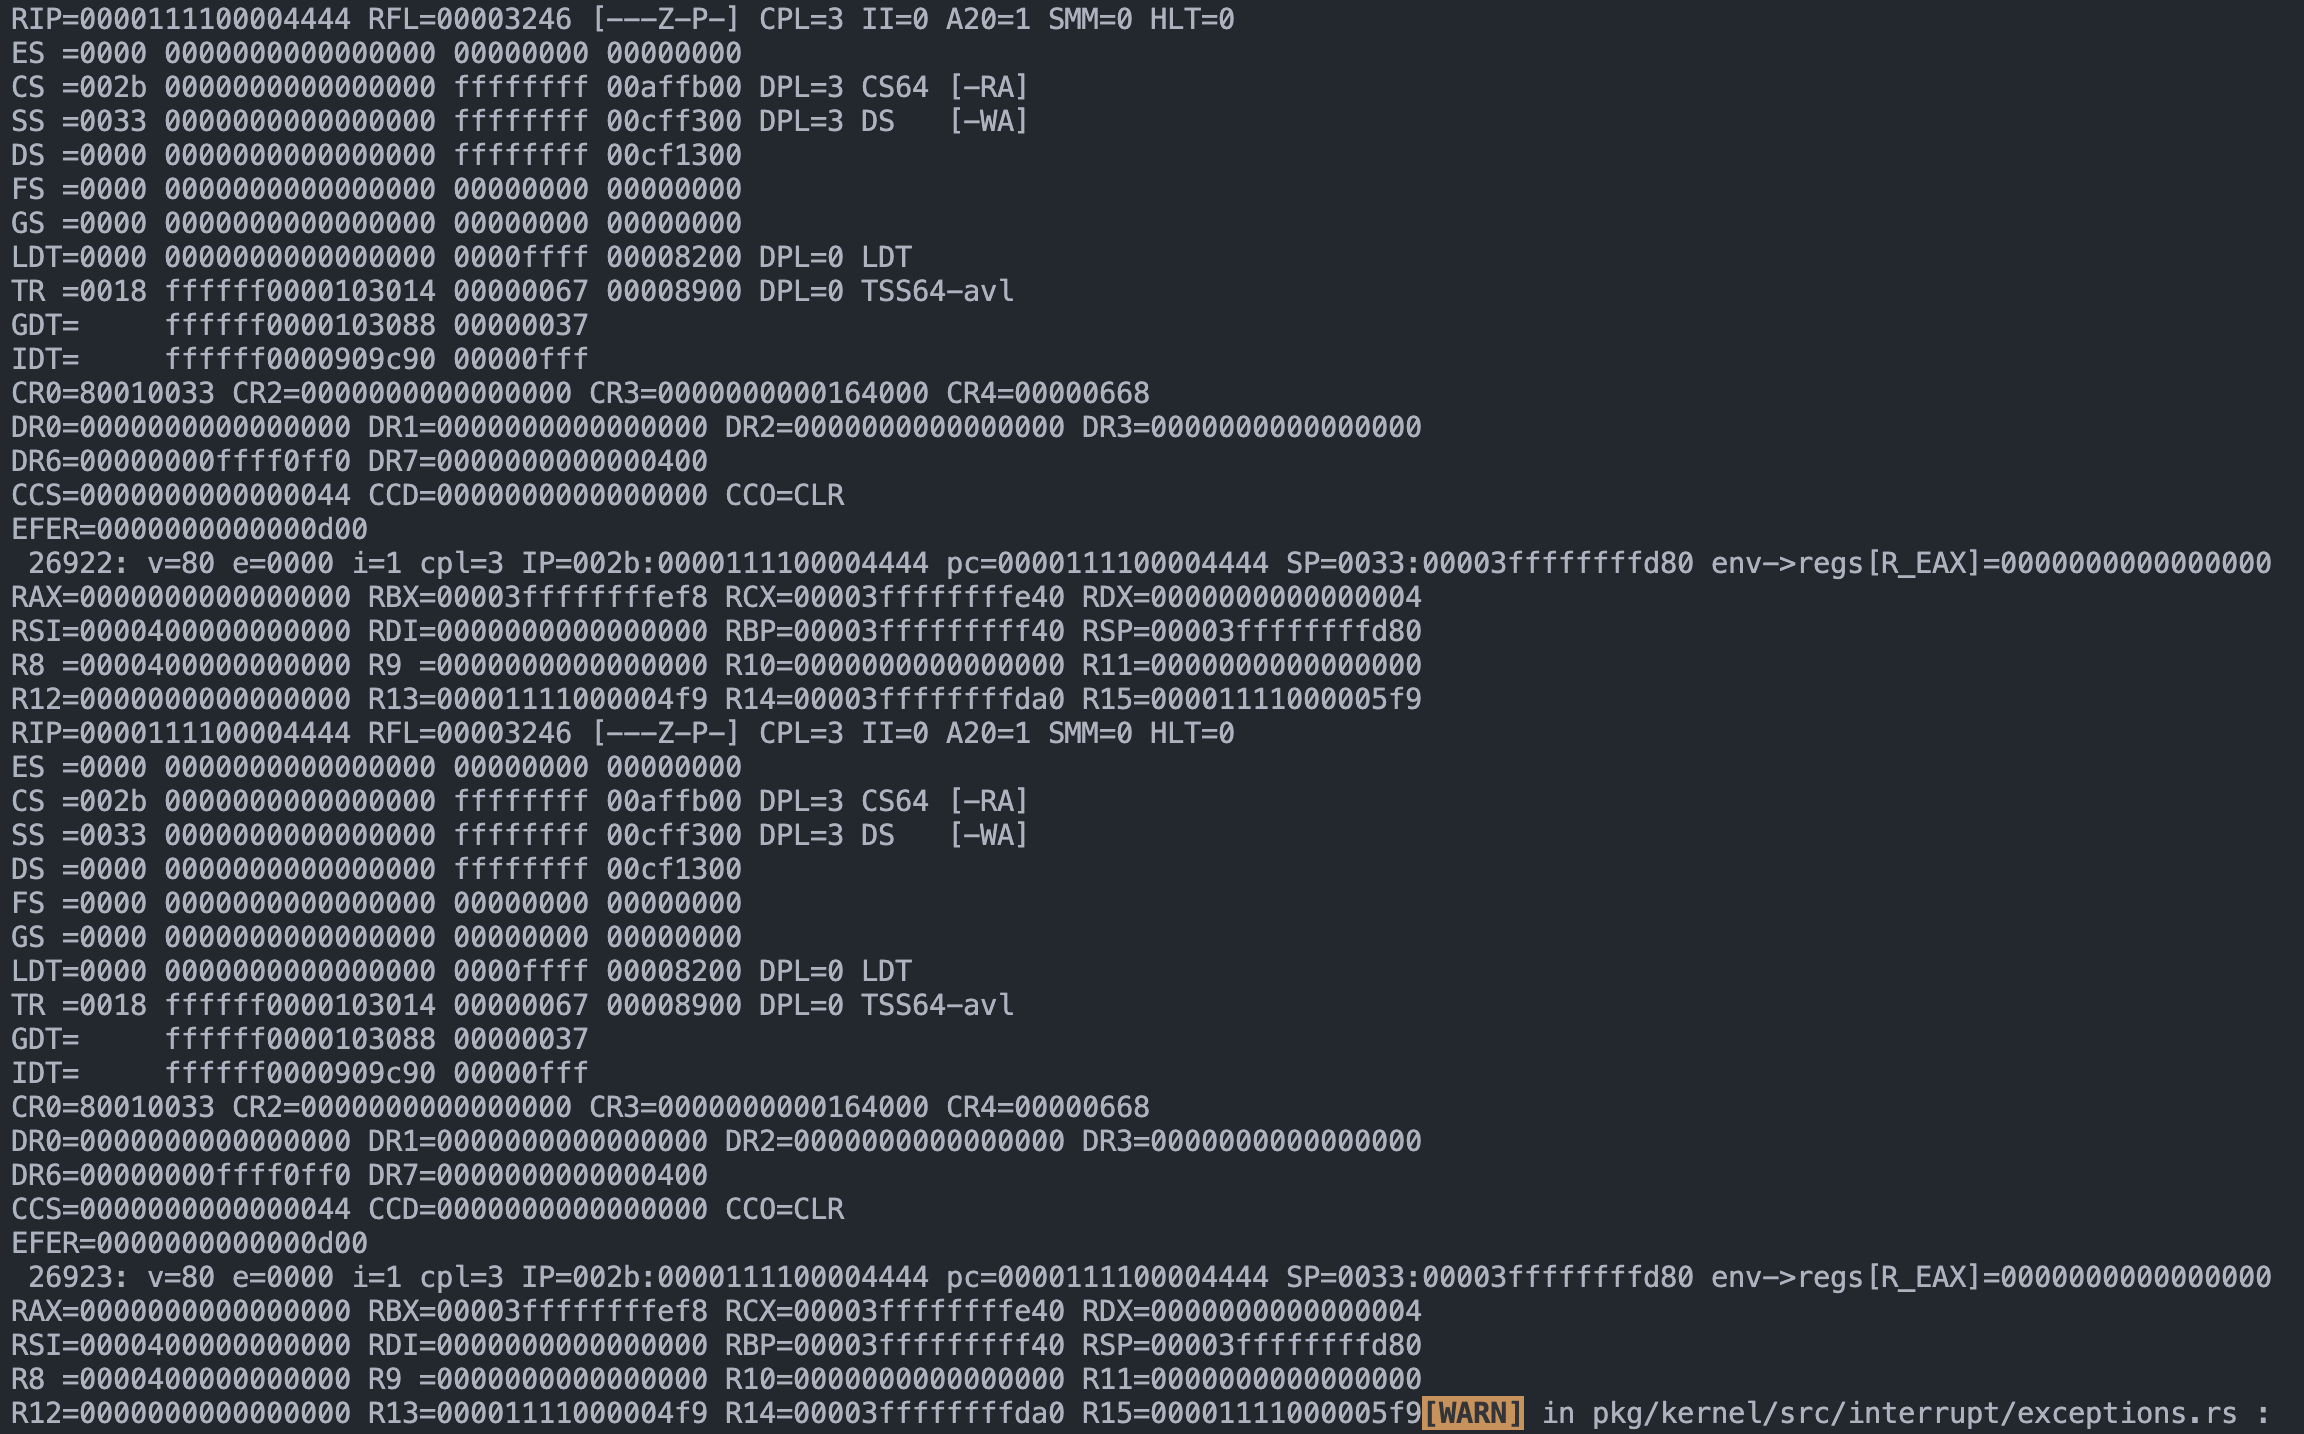 RIP=0000111100004444 RFL=00003246 [---Z-P-] CPL=3 II=0 A20=1 SMM=0 HLT=0
ES =0000 0000000000000000 00000000 00000000
CS =002b 0000000000000000 ffffffff 00affb00 DPL=3 CS64 [-RA]
SS =0033 0000000000000000 ffffffff 00cff300 DPL=3 DS   [-WA]
DS =0000 0000000000000000 ffffffff 00cf1300
FS =0000 0000000000000000 00000000 00000000
GS =0000 0000000000000000 00000000 00000000
LDT=0000 0000000000000000 0000ffff 00008200 DPL=0 LDT
TR =0018 ffffff0000103014 00000067 00008900 DPL=0 TSS64-avl
GDT=     ffffff0000103088 00000037
IDT=     ffffff0000909c90 00000fff
CR0=80010033 CR2=0000000000000000 CR3=0000000000164000 CR4=00000668
DR0=0000000000000000 DR1=0000000000000000 DR2=0000000000000000 DR3=0000000000000000
DR6=00000000ffff0ff0 DR7=0000000000000400
CCS=0000000000000044 CCD=0000000000000000 CCO=CLR
EFER=0000000000000d00
 26922: v=80 e=0000 i=1 cpl=3 IP=002b:0000111100004444 pc=0000111100004444 SP=0033:00003ffffffffd80 env->regs[R_EAX]=0000000000000000
RAX=0000000000000000 RBX=00003ffffffffef8 RCX=00003ffffffffe40 RDX=0000000000000004
RSI=0000400000000000 RDI=0000000000000000 RBP=00003fffffffff40 RSP=00003ffffffffd80
R8 =0000400000000000 R9 =0000000000000000 R10=0000000000000000 R11=0000000000000000
R12=0000000000000000 R13=00001111000004f9 R14=00003ffffffffda0 R15=00001111000005f9
RIP=0000111100004444 RFL=00003246 [---Z-P-] CPL=3 II=0 A20=1 SMM=0 HLT=0
ES =0000 0000000000000000 00000000 00000000
CS =002b 0000000000000000 ffffffff 00affb00 DPL=3 CS64 [-RA]
SS =0033 0000000000000000 ffffffff 00cff300 DPL=3 DS   [-WA]
DS =0000 0000000000000000 ffffffff 00cf1300
FS =0000 0000000000000000 00000000 00000000
GS =0000 0000000000000000 00000000 00000000
LDT=0000 0000000000000000 0000ffff 00008200 DPL=0 LDT
TR =0018 ffffff0000103014 00000067 00008900 DPL=0 TSS64-avl
GDT=     ffffff0000103088 00000037
IDT=     ffffff0000909c90 00000fff
CR0=80010033 CR2=0000000000000000 CR3=0000000000164000 CR4=00000668
DR0=0000000000000000 DR1=0000000000000000 DR2=0000000000000000 DR3=0000000000000000
DR6=00000000ffff0ff0 DR7=0000000000000400
CCS=0000000000000044 CCD=0000000000000000 CCO=CLR
EFER=0000000000000d00
 26923: v=80 e=0000 i=1 cpl=3 IP=002b:0000111100004444 pc=0000111100004444 SP=0033:00003ffffffffd80 env->regs[R_EAX]=0000000000000000
RAX=0000000000000000 RBX=00003ffffffffef8 RCX=00003ffffffffe40 RDX=0000000000000004
RSI=0000400000000000 RDI=0000000000000000 RBP=00003fffffffff40 RSP=00003ffffffffd80
R8 =0000400000000000 R9 =0000000000000000 R10=0000000000000000 R11=0000000000000000
R12=0000000000000000 R13=00001111000004f9 R14=00003ffffffffda0 R15=00001111000005f9[WARN] in pkg/kernel/src/interrupt/exceptions.rs :